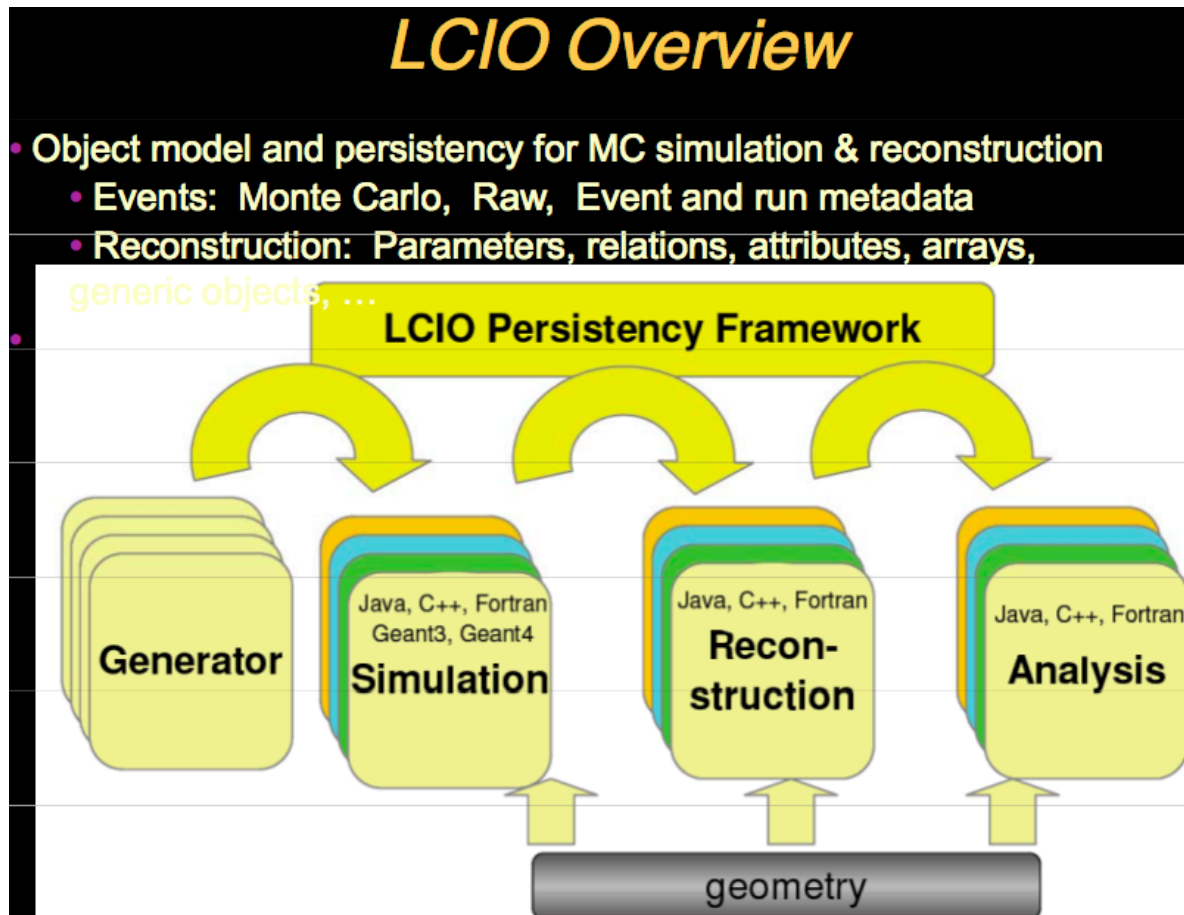 LCIO Overview
• Object model and persistency for MC simulation & reconstruction
• Events: Monte Carlo, Raw, Event and run metadata
• Reconstruction: Parameters, relations, attributes, arrays,
generic objects, ...
•
LCIO Persistency Framework
Generator
Java, C++, Fortran
Geant3, Geant4
Simulation
Java, C++, Fortran
Recon-
struction
Java, C++, Fortran
Analysis
geometry